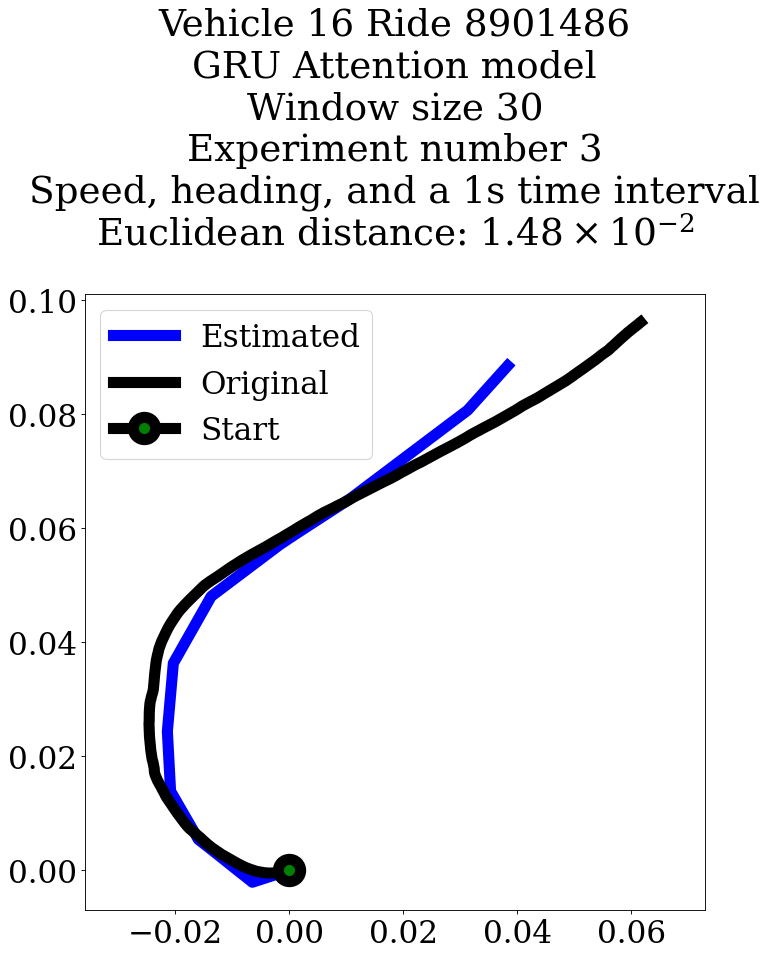 Vehicle 16 Ride 8901486
GRU Attention model
Window size 30
Experiment number 3
Speed, heading, and a 1s time interval
Euclidean distance: 1.48 × 10⁻²
0.10
Estimated
Original
Start
0.08
0.06
0.04
0.02
0.00
−0.02 0.00 0.02 0.04 0.06